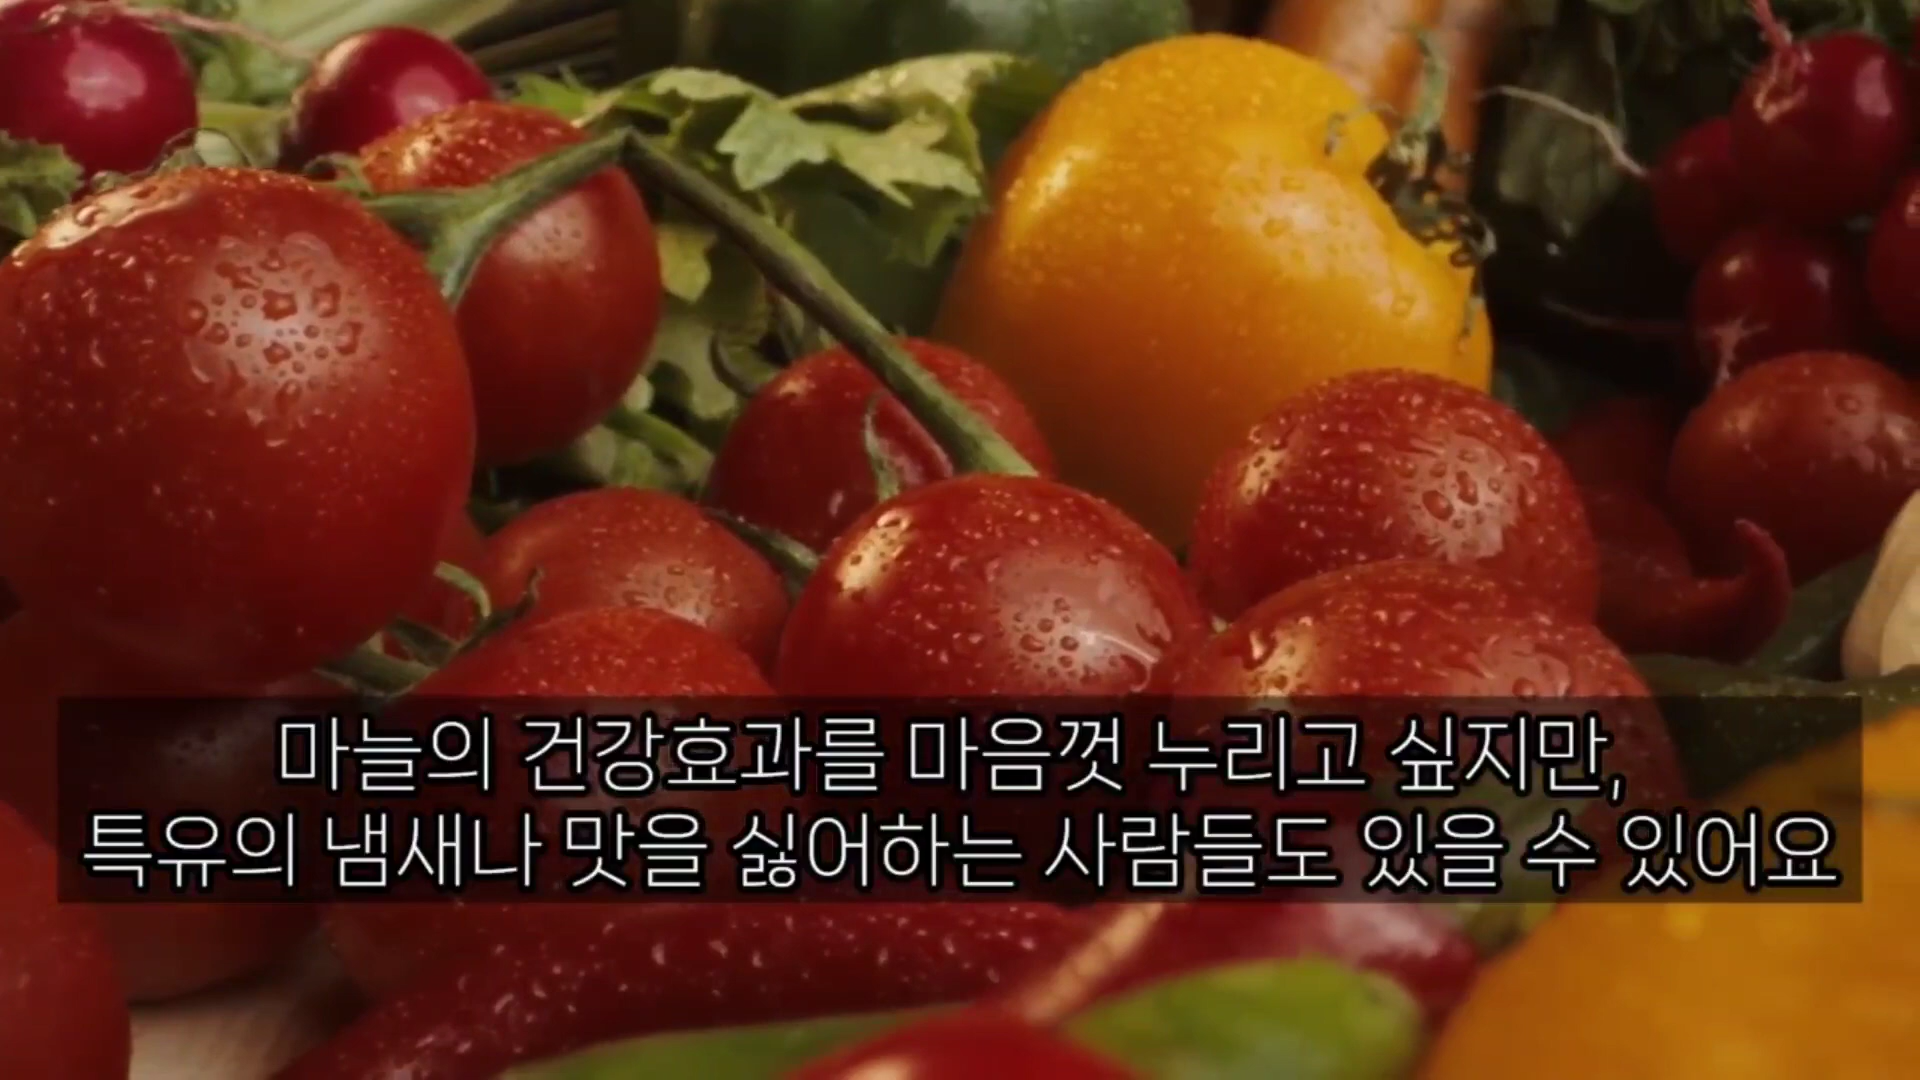 마늘의 건강효과를 마음껏 누리고 싶지만,
특유의 냄새나 맛을 싫어하는 사람들도 있을 수 있어요